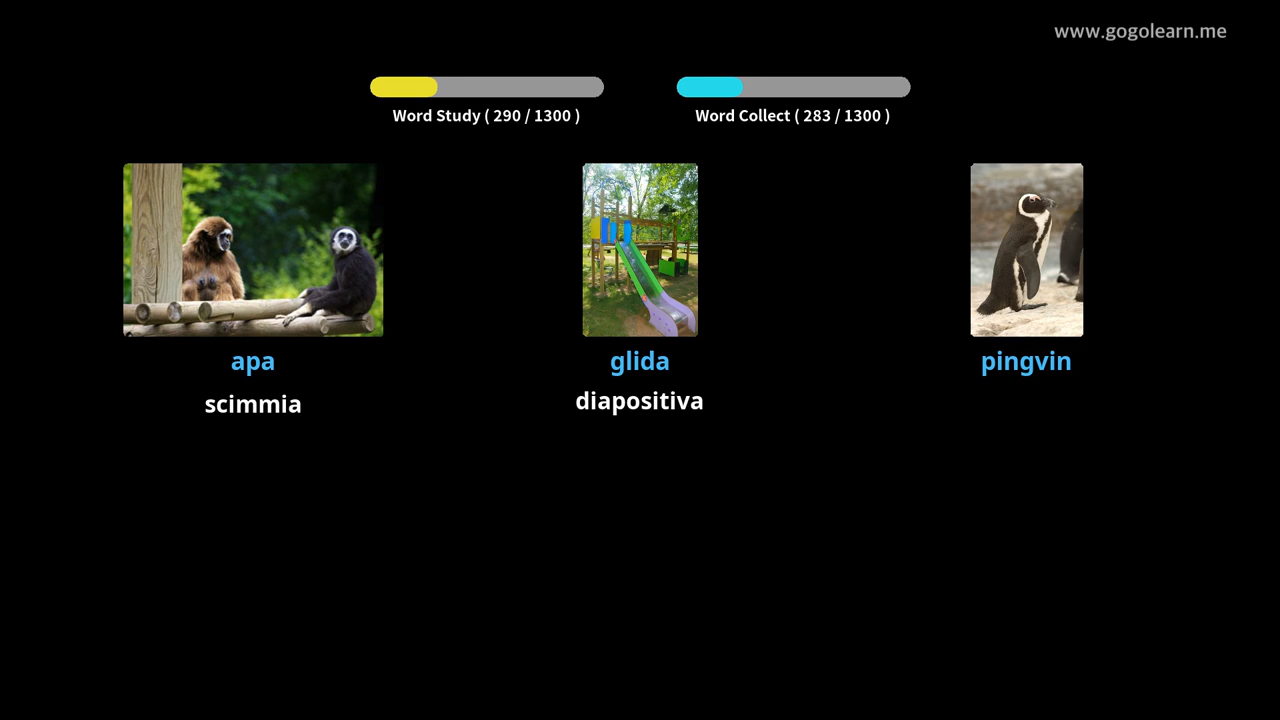 www.gogolearn.me
Word Study ( 290 / 1300 )
Word Collect ( 283 / 1300 )
apa
glida
pingvin
scimmia
diapositiva